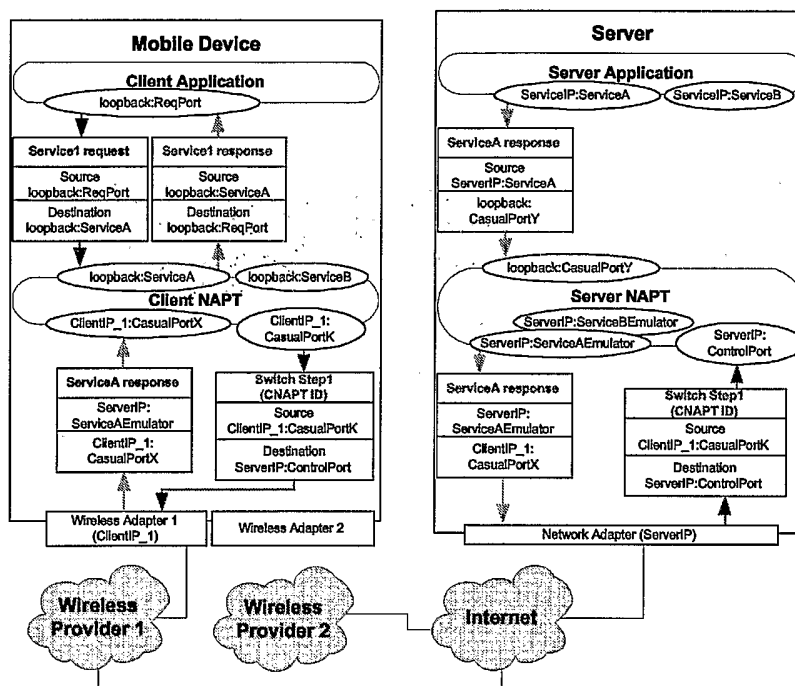 Mobile Device
Client Application
loopback:ReqPort
Service1 request
Source
loopback:ReqPort
Destination
loopback:ServiceA
Service1 response
Source
loopback:ServiceA
Destination
loopback:ReqPort
loopback:ServiceA
loopback:ServiceB
Client NAPT
ClientIP_1:CasualPortX
ClientIP_1:
CasualPortK
ServiceA response
ServerIP:
ServiceAEmulator
ClientIP_1:
CasualPortX
Switch Step1
(CNAPT ID)
Source
ClientIP_1:CasualPortK
Destination
ServerIP:ControlPort
Wireless Adapter 1
(ClientIP_1)
Wireless Adapter 2
Server
Server Application
ServiceIP:ServiceA
ServiceIP:ServiceB
ServiceA response
Source
ServerIP:ServiceA
loopback:
CasualPortY
loopback:CasualPortY
Server NAPT
ServerIP:ServiceBEmulator
ServerIP:ServiceAEmulator
ServerIP:
ControlPort
ServiceA response
ServerIP:
ServiceAEmulator
ClientIP_1:
CasualPortX
Switch Step1
(CNAPT ID)
Source
ClientIP_1:CasualPortK
Destination
ServerIP:ControlPort
Network Adapter (ServerIP)
Wireless
Provider 1
Wireless
Provider 2
Internet